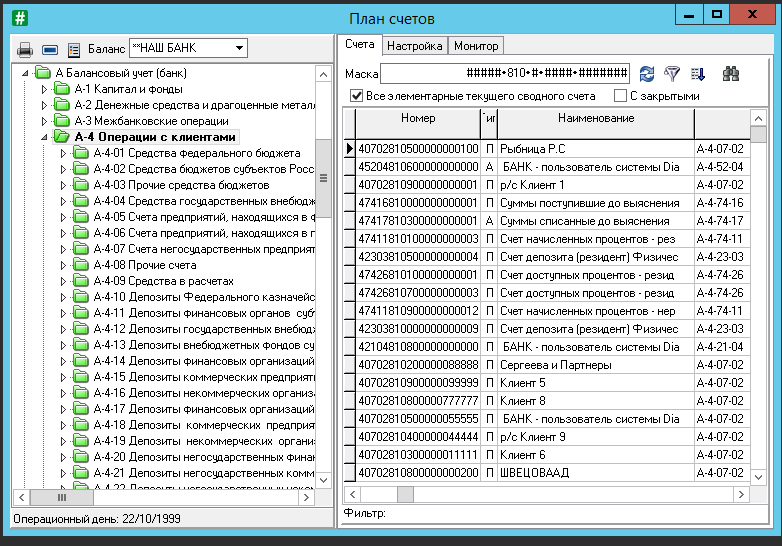 План счетов
Баланс **НАШ БАНК
А Балансовый учет (банк)
А-1 Капитал и фонды
А-2 Денежные средства и драгоценные метал
А-3 Межбанковские операции
А-4 Операции с клиентами
А-4-01 Средства федерального бюджета
А-4-02 Средства бюджетов субъектов Росс
А-4-03 Прочие средства бюджетов
А-4-04 Средства государственных внебюдж
А-4-05 Счета предприятий, находящихся в ф
А-4-06 Счета предприятий, находящихся в г
А-4-07 Счета негосударственных предприяти
А-4-08 Прочие счета
А-4-09 Средства в расчетах
А-4-10 Депозиты Федерального казначейс
А-4-11 Депозиты финансовых органов суб
А-4-12 Депозиты государственных внебюд
А-4-13 Депозиты внебюджетных фондов су
А-4-14 Депозиты финансовых организаций
А-4-15 Депозиты коммерческих предприят
А-4-16 Депозиты некоммерческих организ
А-4-17 Депозиты финансовых организаций
А-4-18 Депозиты коммерческих предприя
А-4-19 Депозиты некоммерческих органи
А-4-20 Депозиты негосударственных финан
А-4-21 Депозиты негосударственных комм
А-4-22 Депозиты негосударственных неком
Операционный день: 22/10/1999
Счета Настройка Монитор
Маска #####*810*#*####*#######
Все элементарные текущего сводного счета С закрытыми
Номер Тип Наименование
40702810500000000100 П Рыбница Р.С А-4-07-02
45204810600000000000 А БАНК - пользователь системы Dia А-4-52-04
40702810900000000001 П р/с Клиент 1 А-4-07-02
47416810000000000001 П Суммы поступившие до выяснения А-4-74-16
47417810300000000001 А Суммы списанные до выяснения А-4-74-17
47411810100000000003 П Счет начисленных процентов - рез А-4-74-11
42303810500000000004 П Счет депозита (резидент) Физичес А-4-23-03
47426810100000000004 П Счет доступных процентов - резид А-4-74-26
47426810700000000003 П Счет доступных процентов - резид А-4-74-26
47411810900000000012 П Счет начисленных процентов - нер А-4-74-11
42303810000000000009 П Счет депозита (резидент) Физичес А-4-23-03
42104810800000000000 П БАНК - пользователь системы Dia А-4-21-04
40702810200000088888 П Сергеева и Партнеры А-4-07-02
40702810900000099999 П Клиент 5 А-4-07-02
40702810800000777777 П Клиент 8 А-4-07-02
40702810500000055555 П БАНК - пользователь системы Dia А-4-07-02
40702810400000044444 П р/с Клиент 9 А-4-07-02
40702810300000011111 П Клиент 6 А-4-07-02
40702810800000000200 П ШВЕЦОВААД А-4-07-02
Фильтр: